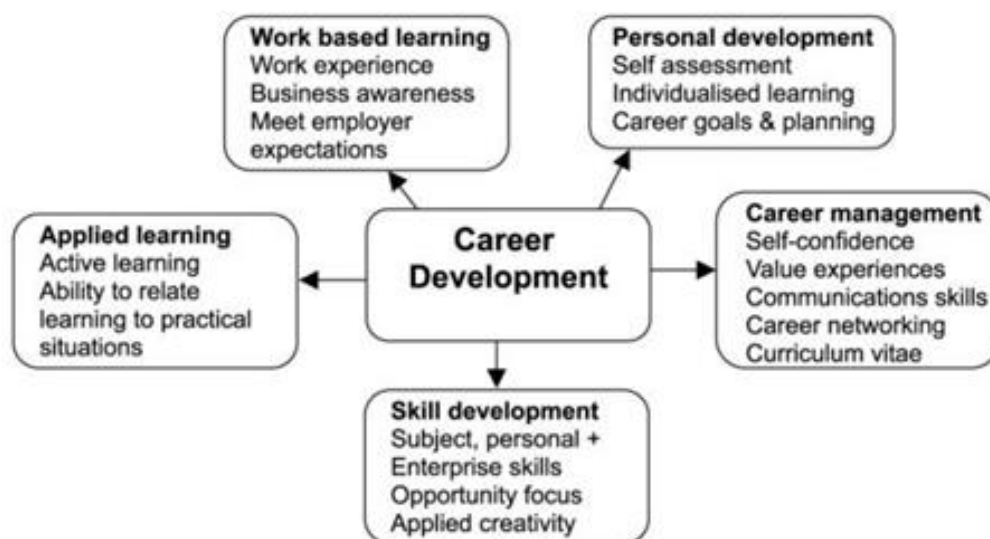 Work based learning
Work experience
Business awareness
Meet employer
expectations
Personal development
Self assessment
Individualised learning
Career goals & planning
Applied learning
Active learning
Ability to relate
learning to practical
situations
Career
Development
Career management
Self-confidence
Value experiences
Communications skills
Career networking
Curriculum vitae
Skill development
Subject, personal +
Enterprise skills
Opportunity focus
Applied creativity